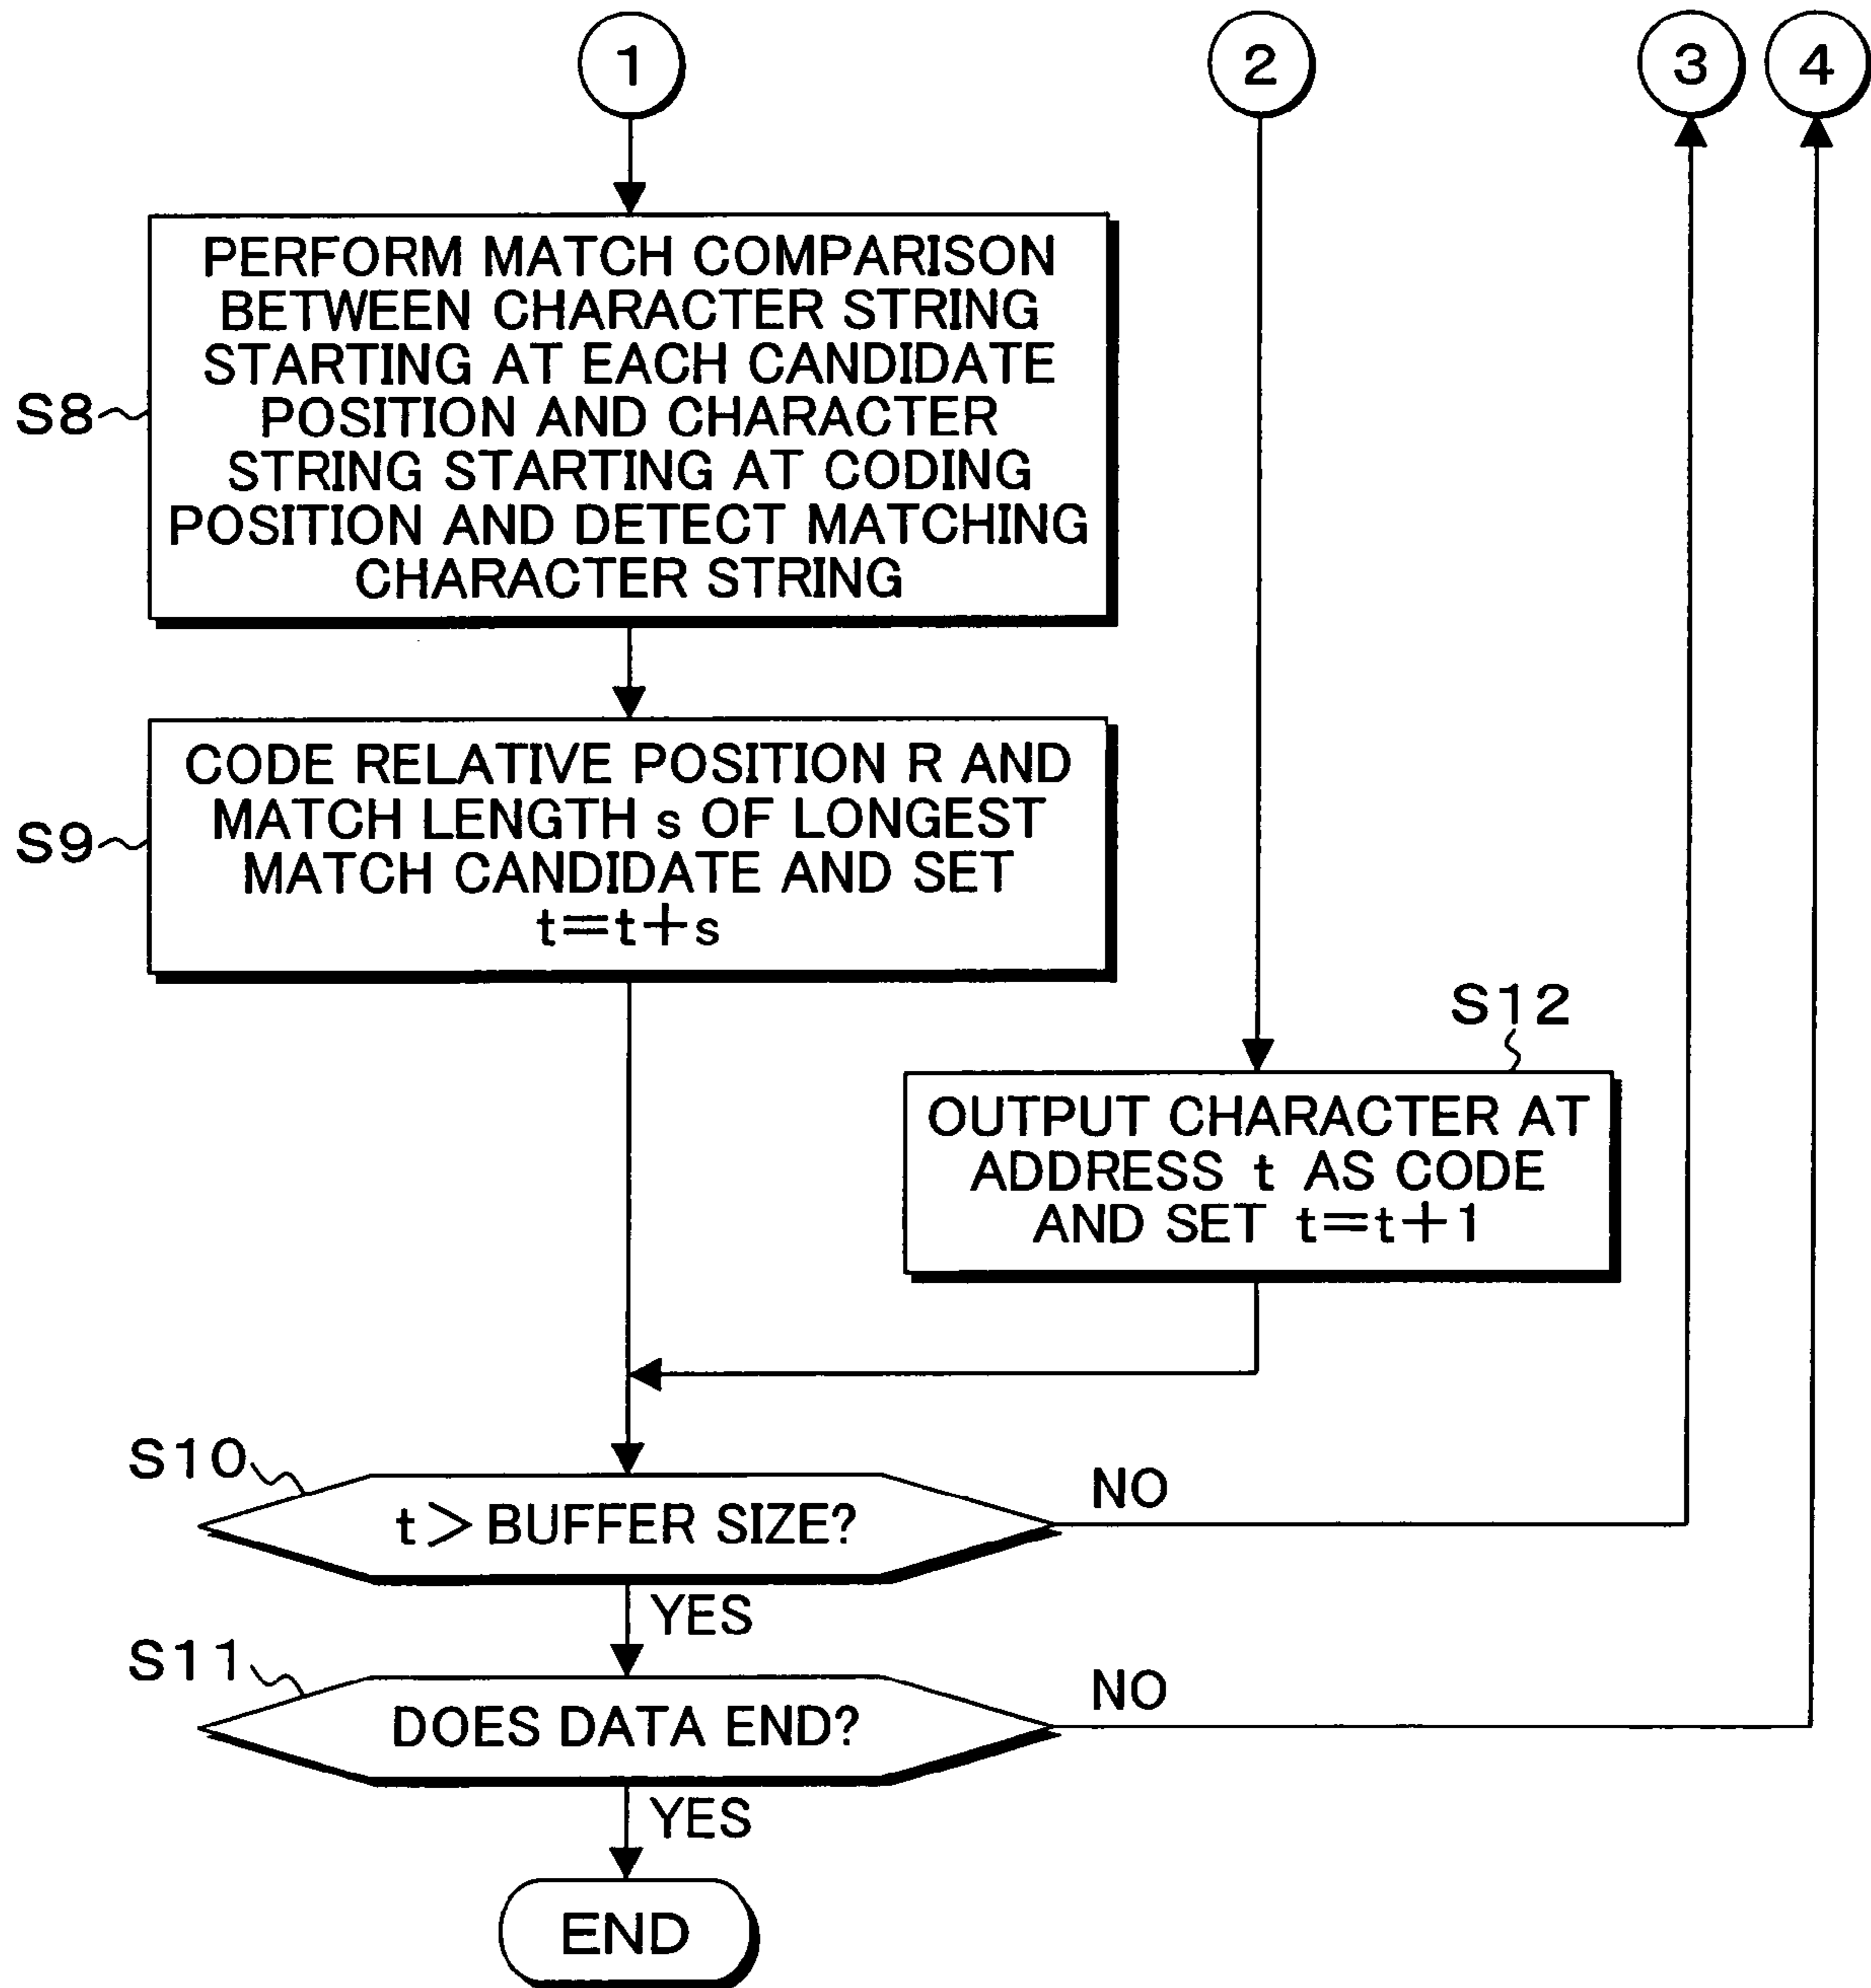 1
2
3
4
S8
PERFORM MATCH COMPARISON
BETWEEN CHARACTER STRING
STARTING AT EACH CANDIDATE
POSITION AND CHARACTER
STRING STARTING AT CODING
POSITION AND DETECT MATCHING
CHARACTER STRING
S9
CODE RELATIVE POSITION R AND
MATCH LENGTH s OF LONGEST
MATCH CANDIDATE AND SET
t=t+s
S12
OUTPUT CHARACTER AT
ADDRESS t AS CODE
AND SET t=t+1
S10
t>BUFFER SIZE?
NO
YES
S11
DOES DATA END?
NO
YES
END